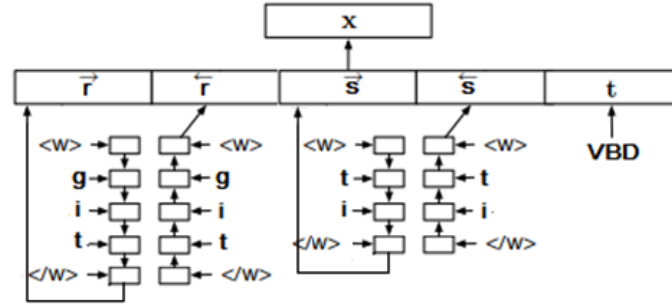 x
r⃗ r⃖ s⃗ s⃖ t
<w> <w> <w> <w> VBD
g g t t
i i i i
t t </w> </w>
</w> </w>